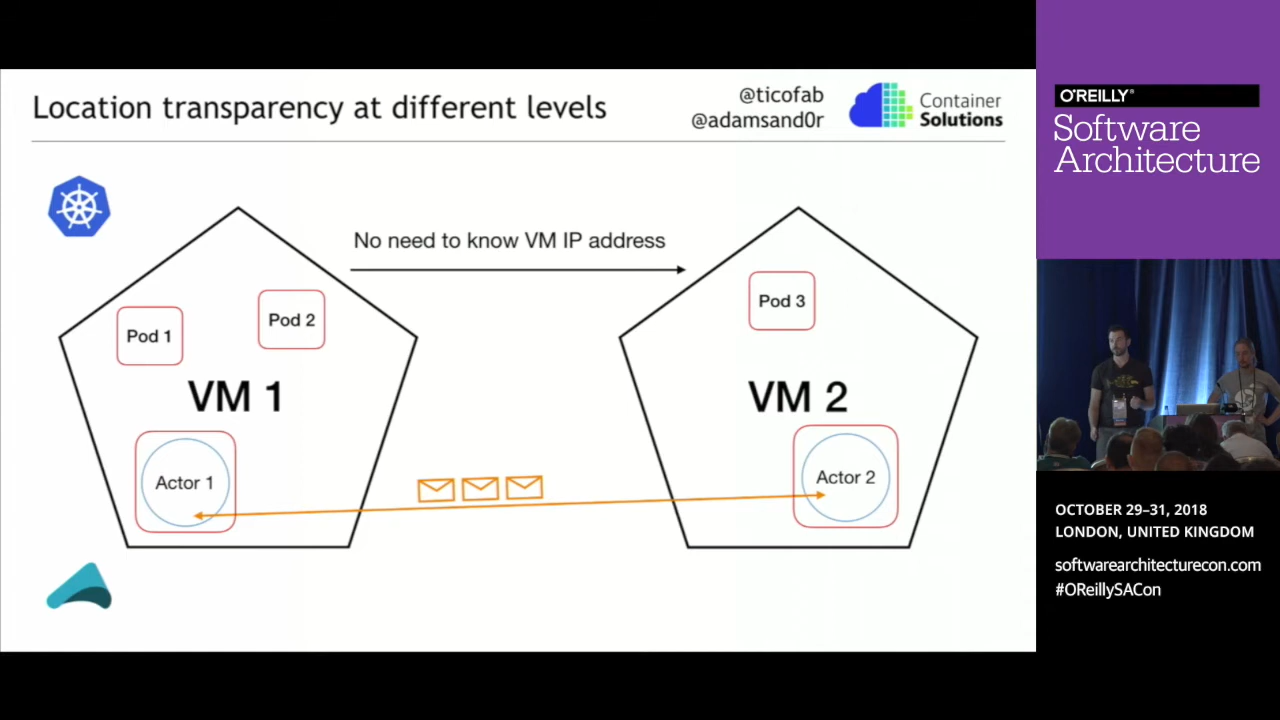 Location transparency at different levels
@ticofab
@adamsand0r
Container
Solutions
No need to know VM IP address
Pod 1
Pod 2
VM 1
Actor 1
Pod 3
VM 2
Actor 2
O'REILLY®
Software
Architecture
OCTOBER 29–31, 2018
LONDON, UNITED KINGDOM
softwarearchitecturecon.com
#OReillySACon